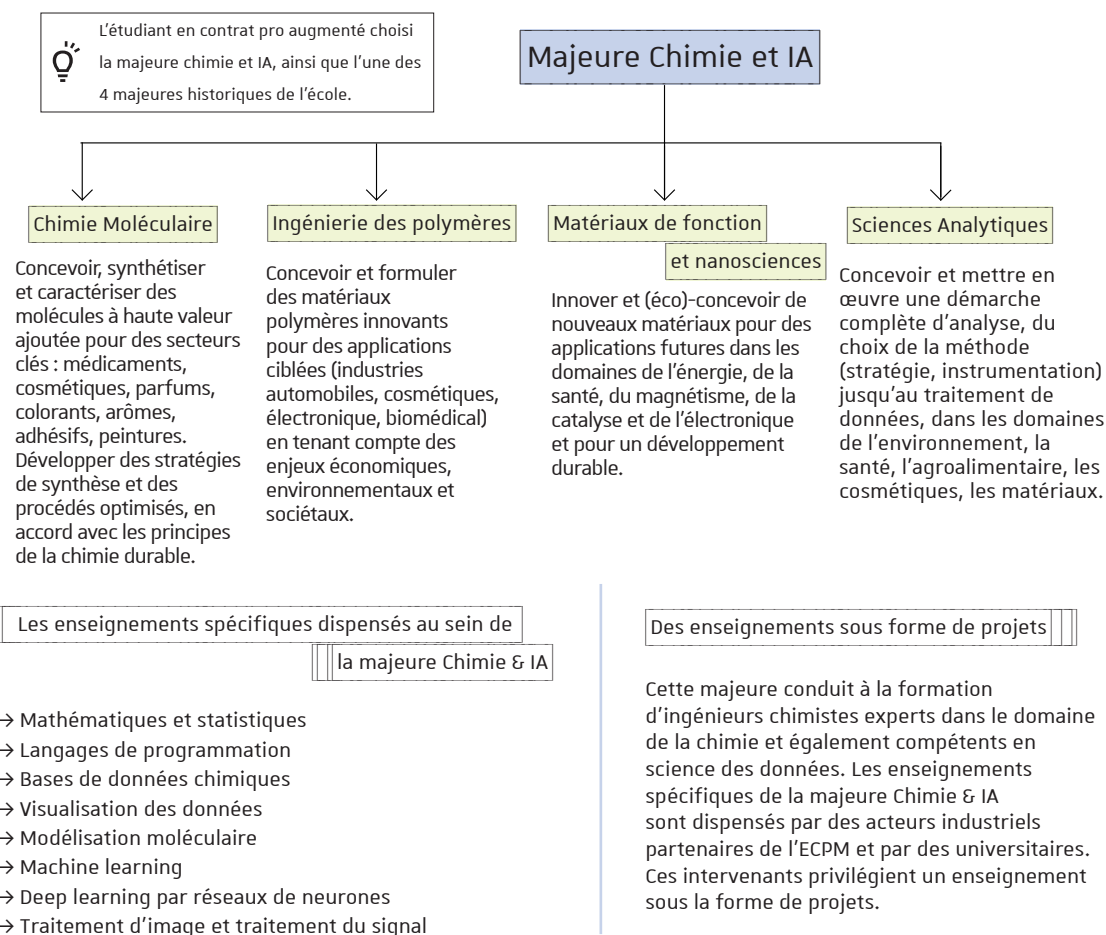 L'étudiant en contrat pro augmenté choisi
la majeure chimie et IA, ainsi que l'une des
4 majeures historiques de l'école.
Majeure Chimie et IA
Chimie Moléculaire
Concevoir, synthétiser
et caractériser des
molécules à haute valeur
ajoutée pour des secteurs
clés : médicaments,
cosmétiques, parfums,
colorants, arômes,
adhésifs, peintures.
Développer des stratégies
de synthèse et des
procédés optimisés, en
accord avec les principes
de la chimie durable.
Ingénierie des polymères
Concevoir et formuler
des matériaux
polymères innovants
pour des applications
ciblées (industries
automobiles, cosmétiques,
électronique, biomédical)
en tenant compte des
enjeux économiques,
environnementaux et
sociétaux.
Matériaux de fonction
et nanosciences
Innover et (éco)-concevoir de
nouveaux matériaux pour des
applications futures dans les
domaines de l'énergie, de la
santé, du magnétisme, de la
catalyse et de l'électronique
et pour un développement
durable.
Sciences Analytiques
Concevoir et mettre en
œuvre une démarche
complète d'analyse, du
choix de la méthode
(stratégie, instrumentation)
jusqu'au traitement de
données, dans les domaines
de l'environnement, la
santé, l'agroalimentaire, les
cosmétiques, les matériaux.
Les enseignements spécifiques dispensés au sein de
la majeure Chimie & IA
→ Mathématiques et statistiques
→ Langages de programmation
→ Bases de données chimiques
→ Visualisation des données
→ Modélisation moléculaire
→ Machine learning
→ Deep learning par réseaux de neurones
→ Traitement d'image et traitement du signal
Des enseignements sous forme de projets
Cette majeure conduit à la formation
d'ingénieurs chimistes experts dans le domaine
de la chimie et également compétents en
science des données. Les enseignements
spécifiques de la majeure Chimie & IA
sont dispensés par des acteurs industriels
partenaires de l'ECPM et par des universitaires.
Ces intervenants privilégient un enseignement
sous la forme de projets.